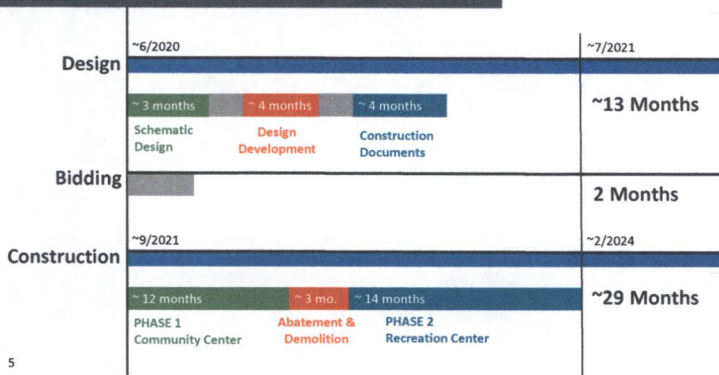 ~6/2020
~7/2021
Design
~ 3 months
~ 4 months
~ 4 months
~13 Months
Schematic
Design
Design
Development
Construction
Documents
Bidding
2 Months
~9/2021
~2/2024
Construction
~ 12 months
~ 3 mo.
~ 14 months
~29 Months
PHASE 1
Community Center
Abatement &
Demolition
PHASE 2
Recreation Center
5